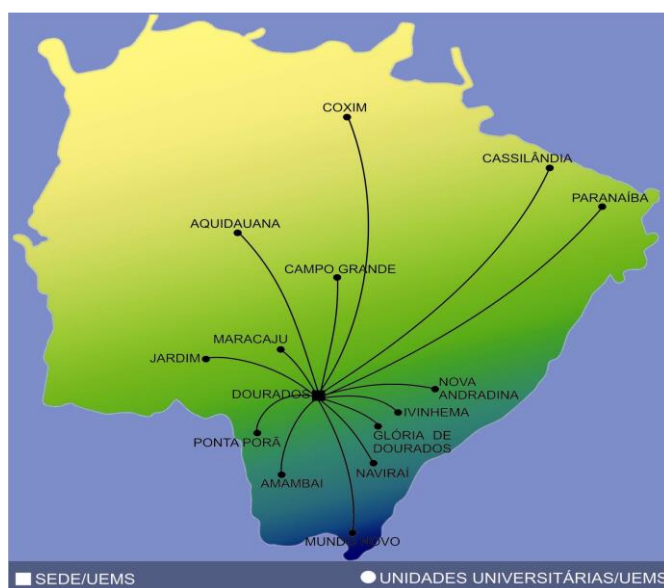 COXIM
CASSILÂNDIA
PARANAÍBA
AQUIDAUANA
CAMPO GRANDE
MARACAJU
JARDIM
DOURADOS
NOVA
ANDRADINA
IVINHEMA
GLÓRIA DE
DOURADOS
PONTA PORÃ
NAVIRAÍ
AMAMBAI
MUNDO NOVO
SEDE/UEMS
UNIDADES UNIVERSITÁRIAS/UEMS